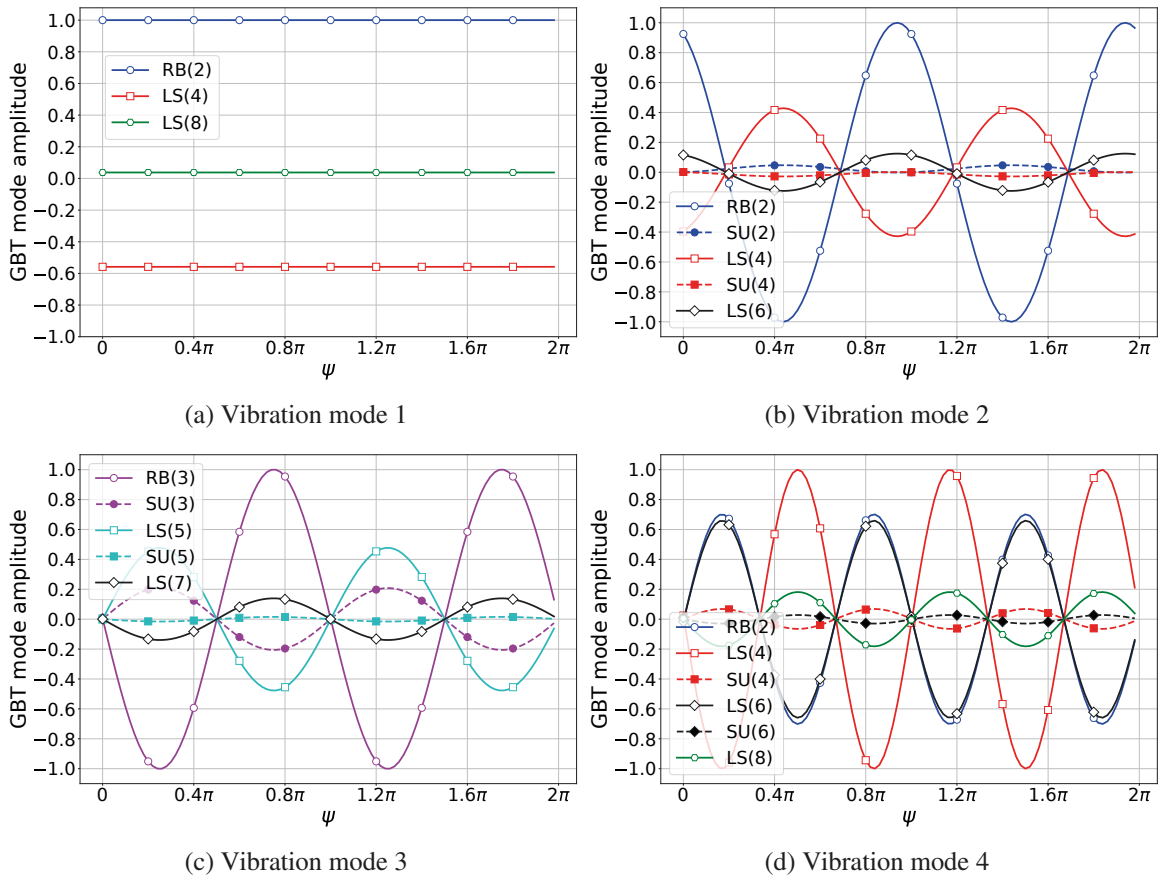 GBT mode amplitude
1.0
0.8
0.6
0.4
0.2
0.0
−0.2
−0.4
−0.6
−0.8
−1.0
RB(2)
LS(4)
LS(8)
0 0.4π 0.8π 1.2π 1.6π 2π
ψ
(a) Vibration mode 1
GBT mode amplitude
1.0
0.8
0.6
0.4
0.2
0.0
−0.2
−0.4
−0.6
−0.8
−1.0
RB(2)
SU(2)
LS(4)
SU(4)
LS(6)
0 0.4π 0.8π 1.2π 1.6π 2π
ψ
(b) Vibration mode 2
GBT mode amplitude
1.0
0.8
0.6
0.4
0.2
0.0
−0.2
−0.4
−0.6
−0.8
−1.0
RB(3)
SU(3)
LS(5)
SU(5)
LS(7)
0 0.4π 0.8π 1.2π 1.6π 2π
ψ
(c) Vibration mode 3
GBT mode amplitude
1.0
0.8
0.6
0.4
0.2
0.0
−0.2
−0.4
−0.6
−0.8
−1.0
RB(2)
LS(4)
SU(4)
LS(6)
SU(6)
LS(8)
0 0.4π 0.8π 1.2π 1.6π 2π
ψ
(d) Vibration mode 4